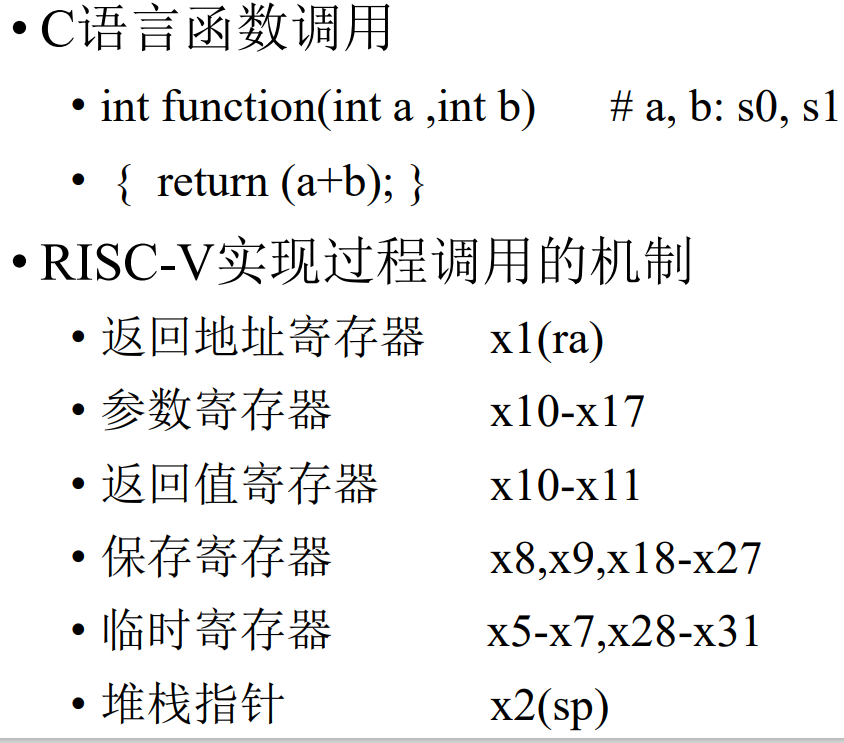 • C语言函数调用
• int function(int a ,int b) # a, b: s0, s1
• { return (a+b); }
• RISC-V实现过程调用的机制
• 返回地址寄存器 x1(ra)
• 参数寄存器 x10-x17
• 返回值寄存器 x10-x11
• 保存寄存器 x8,x9,x18-x27
• 临时寄存器 x5-x7,x28-x31
• 堆栈指针 x2(sp)